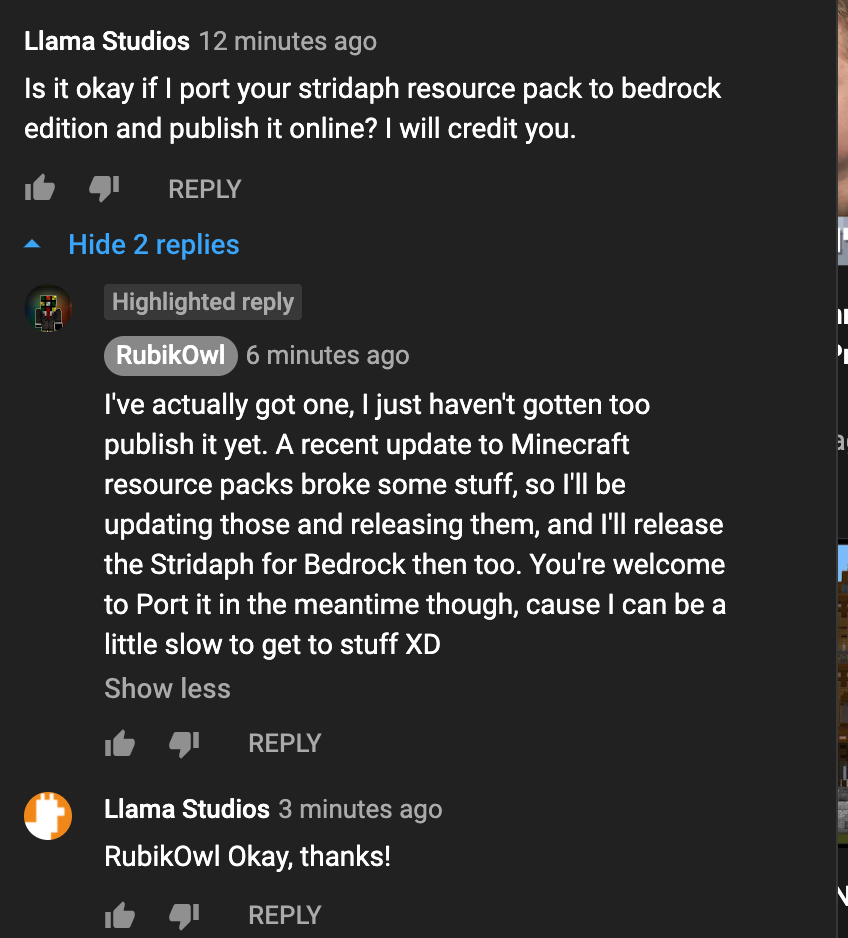 Llama Studios 12 minutes ago
Is it okay if I port your stridaph resource pack to bedrock
edition and publish it online? I will credit you.
REPLY
Hide 2 replies
Highlighted reply
RubikOwl 6 minutes ago
I've actually got one, I just haven't gotten too
publish it yet. A recent update to Minecraft
resource packs broke some stuff, so I'll be
updating those and releasing them, and I'll release
the Stridaph for Bedrock then too. You're welcome
to Port it in the meantime though, cause I can be a
little slow to get to stuff XD
Show less
REPLY
Llama Studios 3 minutes ago
RubikOwl Okay, thanks!
REPLY